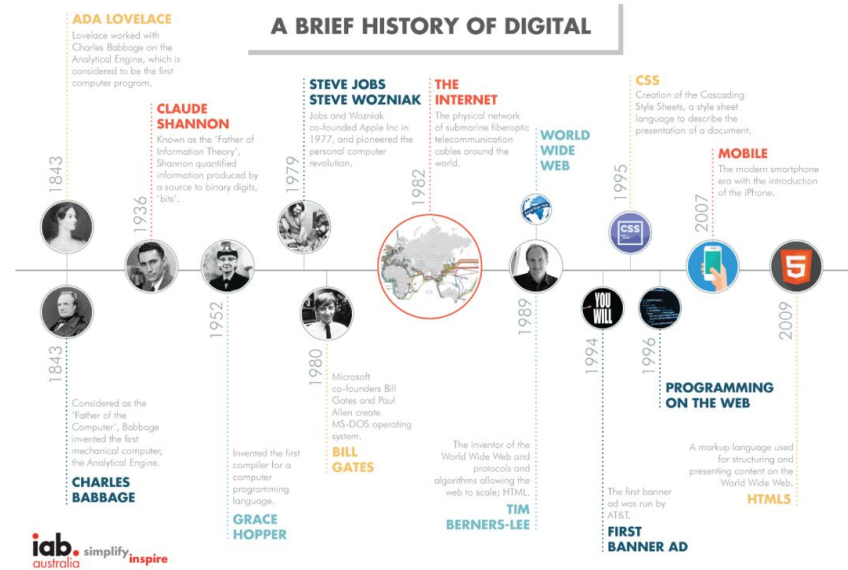 A BRIEF HISTORY OF DIGITAL
ADA LOVELACE
Lovelace worked with
Charles Babbage on the
Analytical Engine, which is
considered to be the first
computer program.
1843
1843
Considered as the
'Father of the
Computer', Babbage
invented the first
mechanical computer,
the Analytical Engine.
CHARLES
BABBAGE
CLAUDE
SHANNON
Known as the 'Father of
Information Theory',
Shannon quantified
information produced by
a source to binary digits,
'bits'.
1936
1952
Invented the first
compiler for a
computer
programming
language.
GRACE
HOPPER
STEVE JOBS
STEVE WOZNIAK
Jobs and Wozniak
co-founded Apple Inc in
1977, and pioneered the
personal computer
revolution.
1979
1980
Microsoft
co-founders Bill
Gates and Paul
Allen create
MS-DOS operating
system.
BILL
GATES
THE
INTERNET
The physical network
of submarine fiberoptic
telecommunication
cables around the
world.
1982
WORLD
WIDE
WEB
1989
The inventor of the
World Wide Web and
protocols and
algorithms allowing the
web to scale; HTML.
TIM
BERNERS-LEE
YOU
WILL
1994
The first banner
ad was run by
AT&T.
FIRST
BANNER AD
CSS
Creation of the Cascading
Style Sheets, a style sheet
language to describe the
presentation of a document.
1995
CSS
1996
PROGRAMMING
ON THE WEB
MOBILE
The modern smartphone
era with the introduction
of the iPhone.
2007
5
2009
A markup language used
for structuring and
presenting content on the
World Wide Web.
HTML5
iab.
australia
simplify
inspire